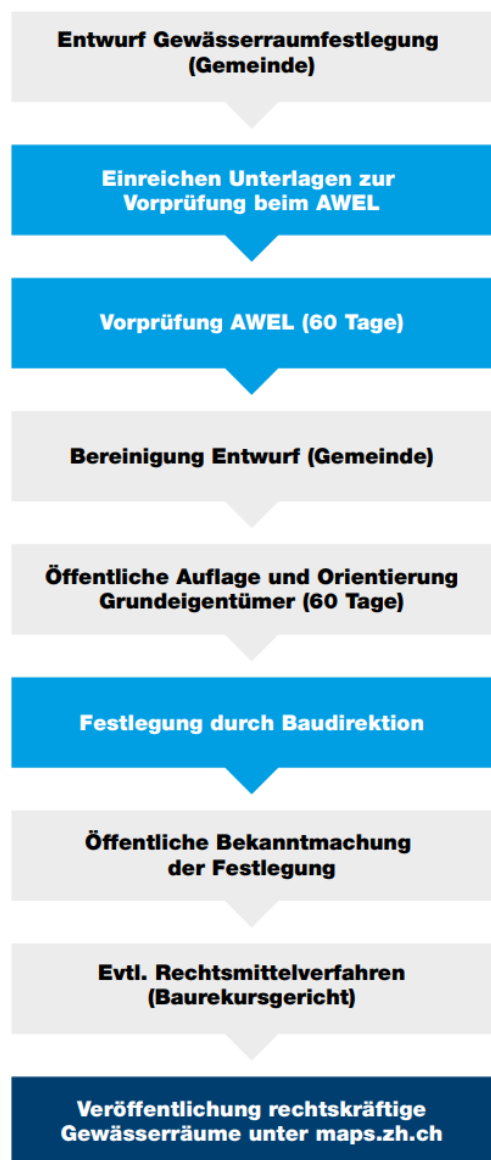 Entwurf Gewässerraumfestlegung
(Gemeinde)
Einreichen Unterlagen zur
Vorprüfung beim AWEL
Vorprüfung AWEL (60 Tage)
Bereinigung Entwurf (Gemeinde)
Öffentliche Auflage und Orientierung
Grundeigentümer (60 Tage)
Festlegung durch Baudirektion
Öffentliche Bekanntmachung
der Festlegung
Evtl. Rechtsmittelverfahren
(Baurekursgericht)
Veröffentlichung rechtskräftige
Gewässerräume unter maps.zh.ch